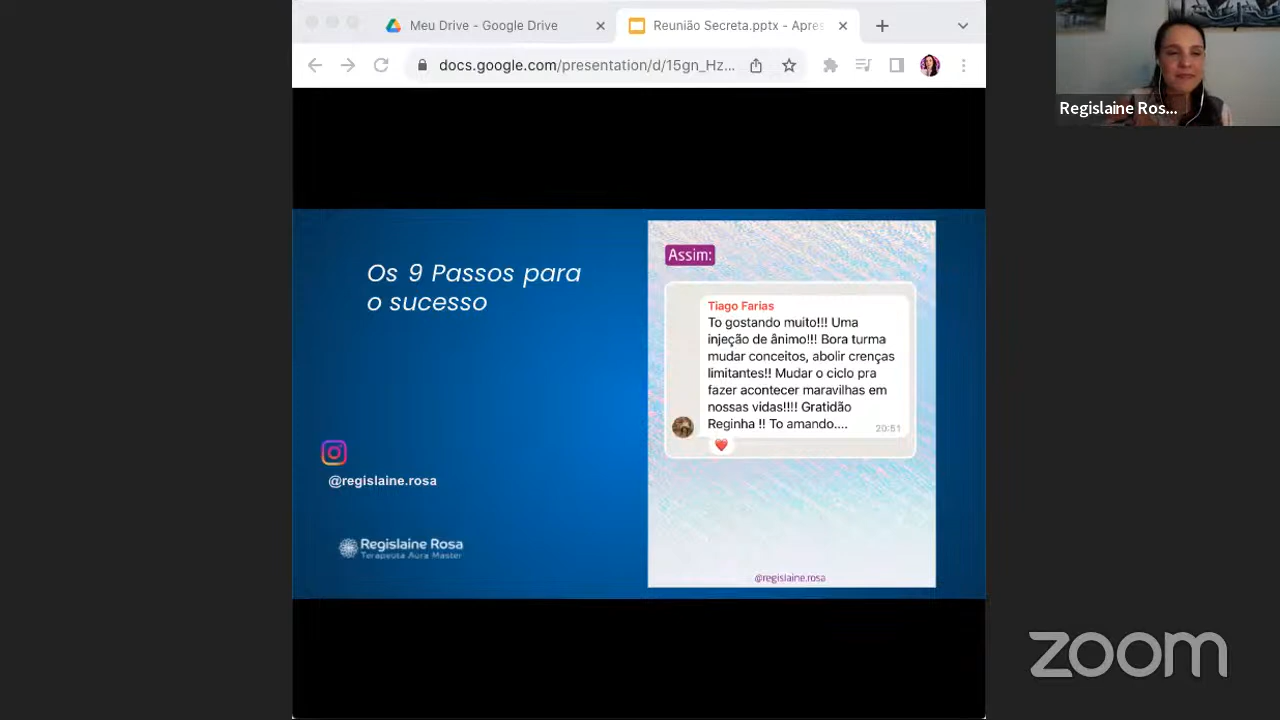 Meu Drive - Google Drive
Reunião Secreta.pptx - Apres
docs.google.com/presentation/d/15gn_Hz...
Regislaine Ros...
Os 9 Passos para
o sucesso
@regislaine.rosa
Regislaine Rosa
Terapeuta Aura Master
Assim:
Tiago Farias
To gostando muito!!! Uma
injeção de ânimo!!! Bora turma
mudar conceitos, abolir crenças
limitantes!! Mudar o ciclo pra
fazer acontecer maravilhas em
nossas vidas!!!! Gratidão
Reginha !! To amando....
20:51
@regislaine.rosa
zoom